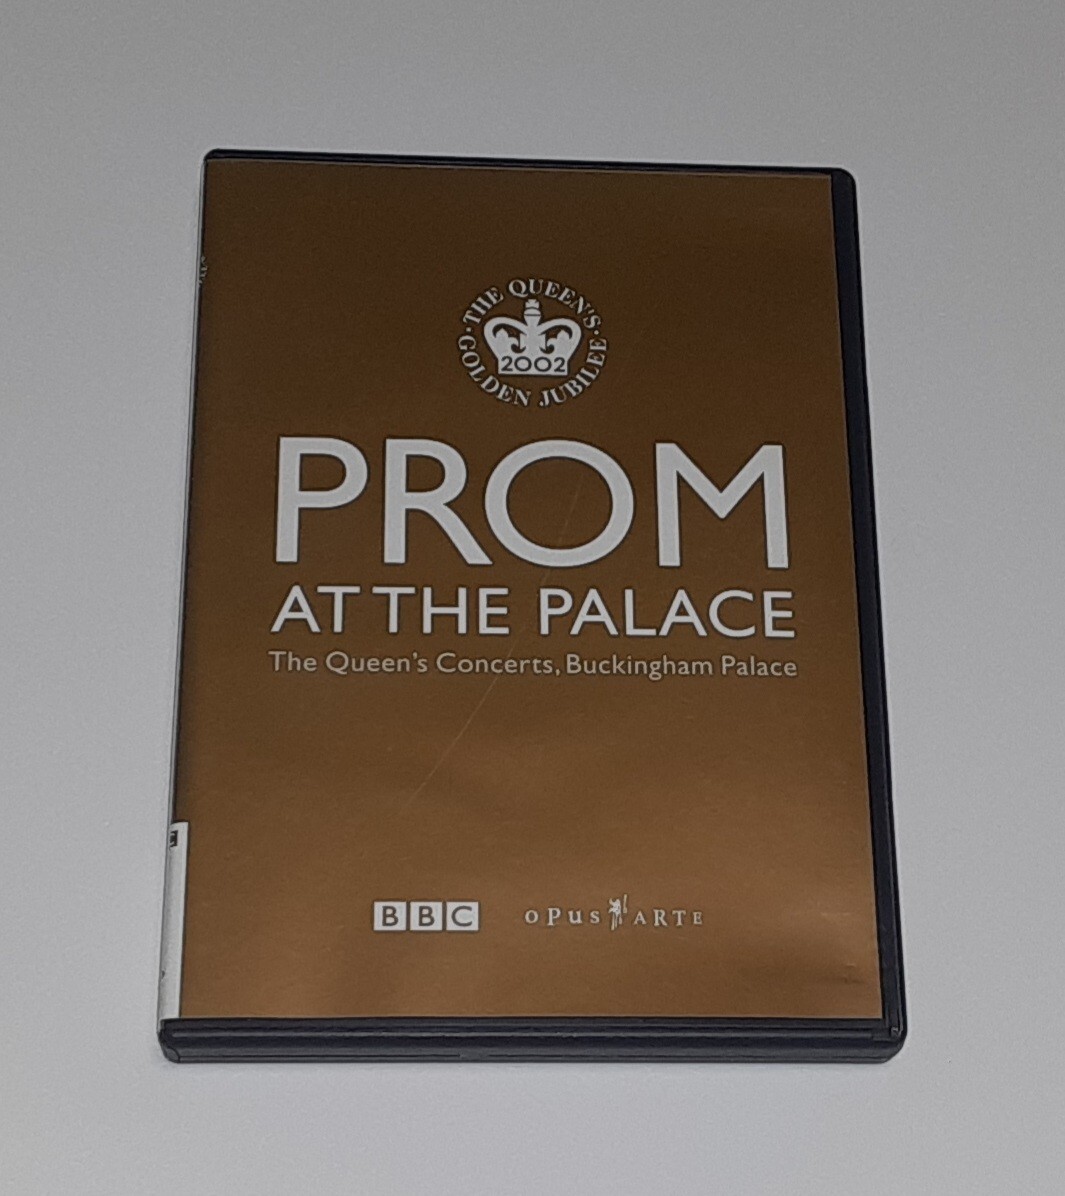 THE QUEEN'S
GOLDEN JUBILEE
2002
PROM
AT THE PALACE
The Queen's Concerts, Buckingham Palace
BBC
OPUS ARTE